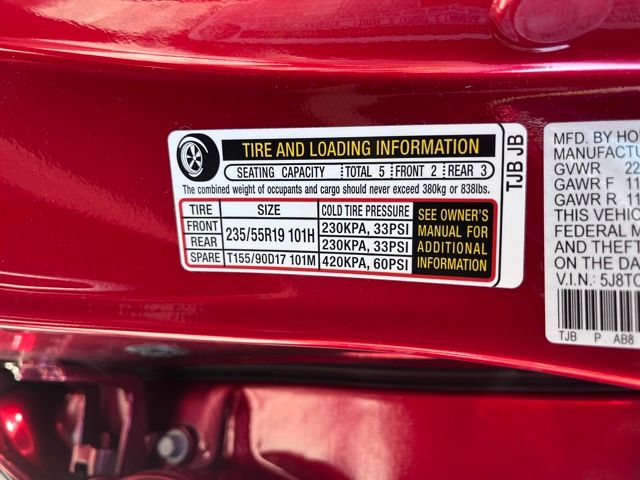 TIRE AND LOADING INFORMATION
SEATING CAPACITY TOTAL 5 FRONT 2 REAR 3
The combined weight of occupants and cargo should never exceed 380kg or 838lbs.
TIRE SIZE COLD TIRE PRESSURE
FRONT 235/55R19 101H 230KPA, 33PSI
REAR 230KPA, 33PSI
SPARE T155/90D17 101M 420KPA, 60PSI
SEE OWNER'S
MANUAL FOR
ADDITIONAL
INFORMATION
TJB JB
MFD. BY HO
MANUFACTU
GVWR 22
GAWR F 11
GAWR R 11
THIS VEHIC
FEDERAL M
AND THEFT
ON THE DA
V.I.N.: 5J8TC
TJB P AB8